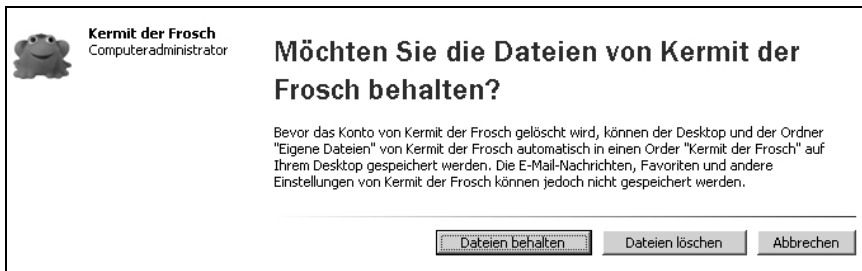 Kermit der Frosch
Computeradministrator
Möchten Sie die Dateien von Kermit der
Frosch behalten?
Bevor das Konto von Kermit der Frosch gelöscht wird, können der Desktop und der Ordner
"Eigene Dateien" von Kermit der Frosch automatisch in einen Order "Kermit der Frosch" auf
Ihrem Desktop gespeichert werden. Die E-Mail-Nachrichten, Favoriten und andere
Einstellungen von Kermit der Frosch können jedoch nicht gespeichert werden.
Dateien behalten Dateien löschen Abbrechen